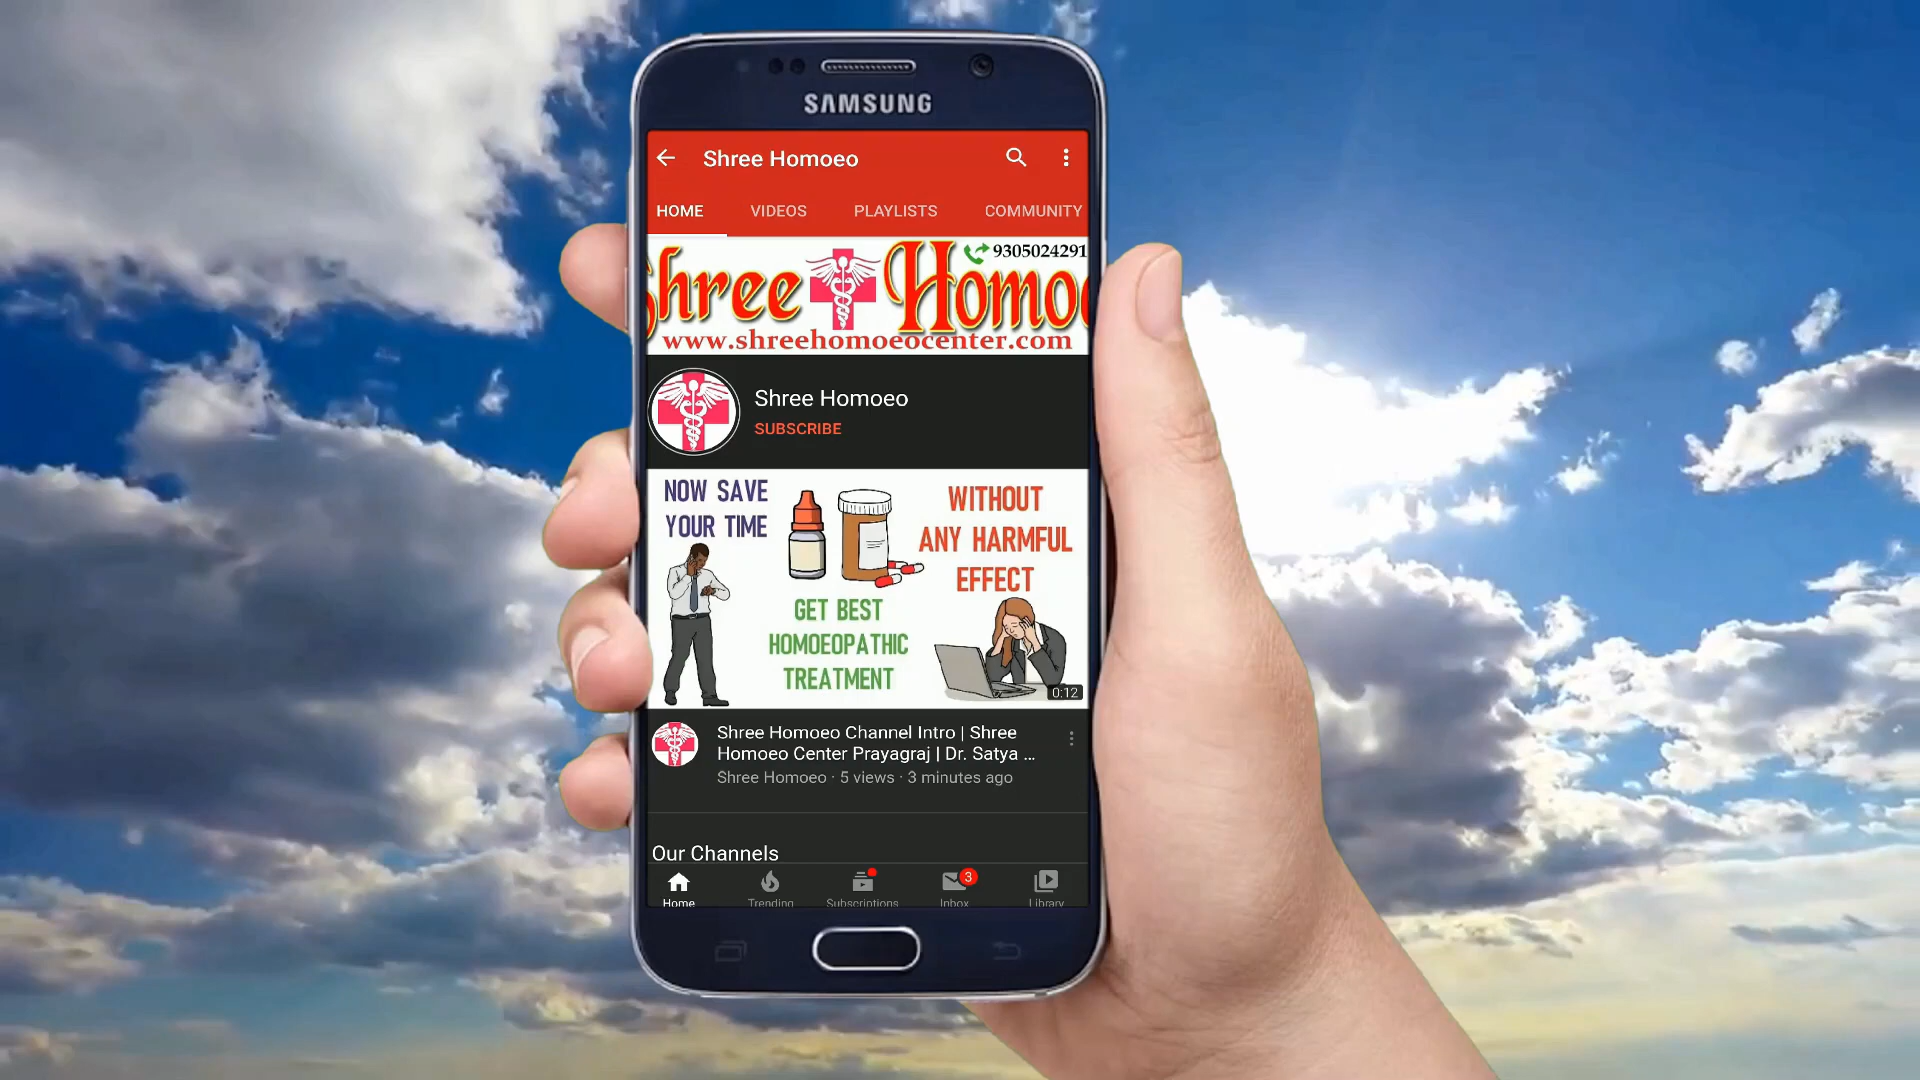 SAMSUNG
Shree Homoeo
HOME VIDEOS PLAYLISTS COMMUNITY
9305024291
Shree Homoe
www.shreehomoeocenter.com
Shree Homoeo
SUBSCRIBE
NOW SAVE
YOUR TIME
WITHOUT
ANY HARMFUL
EFFECT
GET BEST
HOMOEOPATHIC
TREATMENT
0:12
Shree Homoeo Channel Intro | Shree
Homoeo Center Prayagraj | Dr. Satya ...
Shree Homoeo · 5 views · 3 minutes ago
Our Channels
3
Home Trending Subscriptions Inbox Library